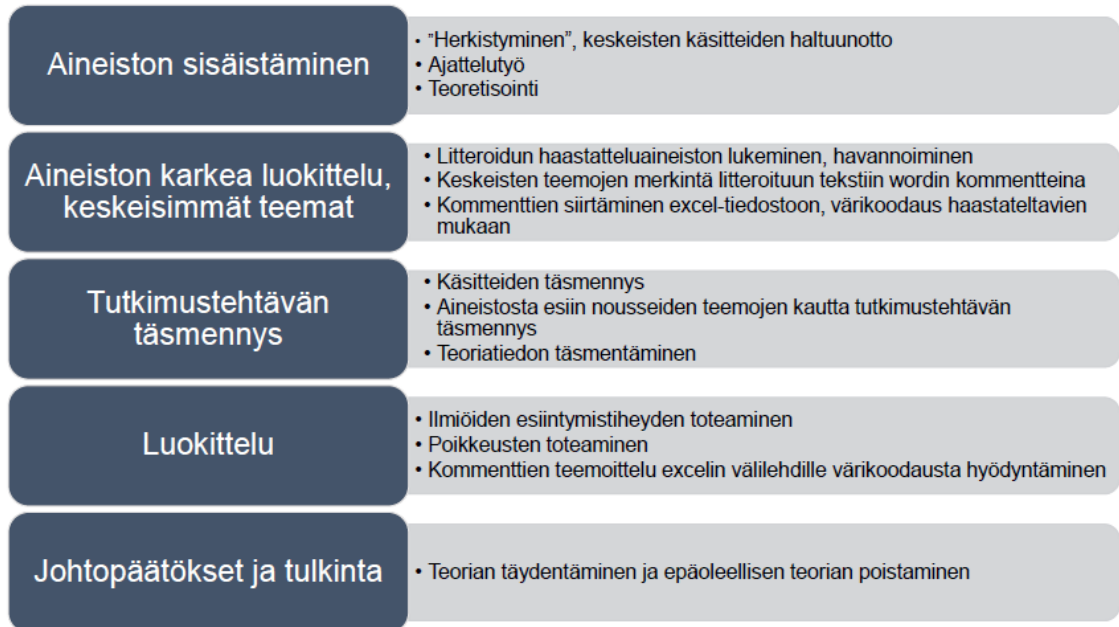 Aineiston sisäistäminen
• "Herkistyminen", keskeisten käsitteiden haltuunotto
• Ajattelutyö
• Teoretisointi
Aineiston karkea luokittelu,
keskeisimmät teemat
• Litteroidun haastatteluaineiston lukeminen, havannoiminen
• Keskeisten teemojen merkintä litteroituun tekstiin wordin kommentteina
• Kommenttien siirtäminen excel-tiedostoon, värikoodaus haastateltavien
mukaan
Tutkimustehtävän
täsmennys
• Käsitteiden täsmennys
• Aineistosta esiin nousseiden teemojen kautta tutkimustehtävän
täsmennys
• Teoriatiedon täsmentäminen
Luokittelu
• Ilmiöiden esiintymistiheyden toteaminen
• Poikkeusten toteaminen
• Kommenttien teemoittelu excelin välilehdille värikoodausta hyödyntäminen
Johtopäätökset ja tulkinta
• Teorian täydentäminen ja epäoleellisen teorian poistaminen